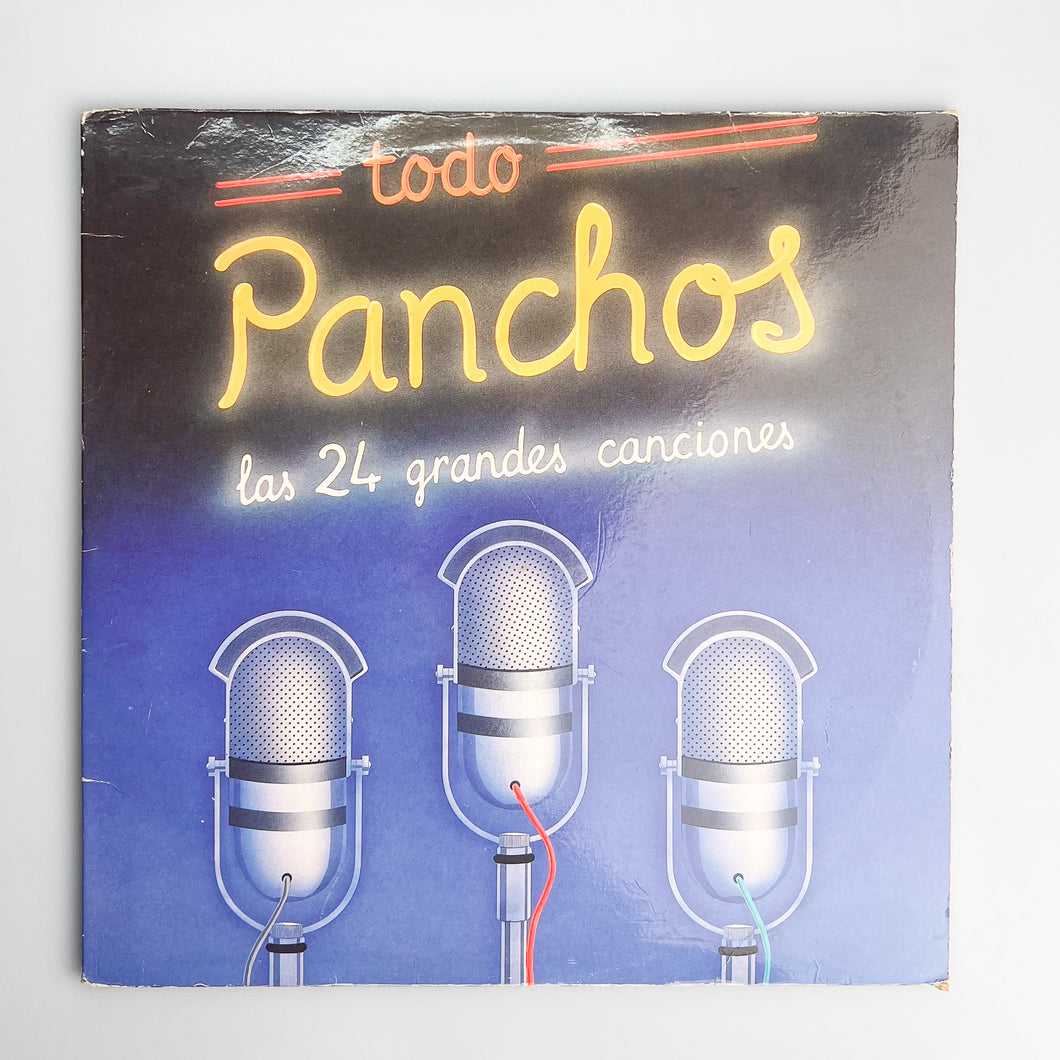 todo
Panchos
las 24 grandes canciones